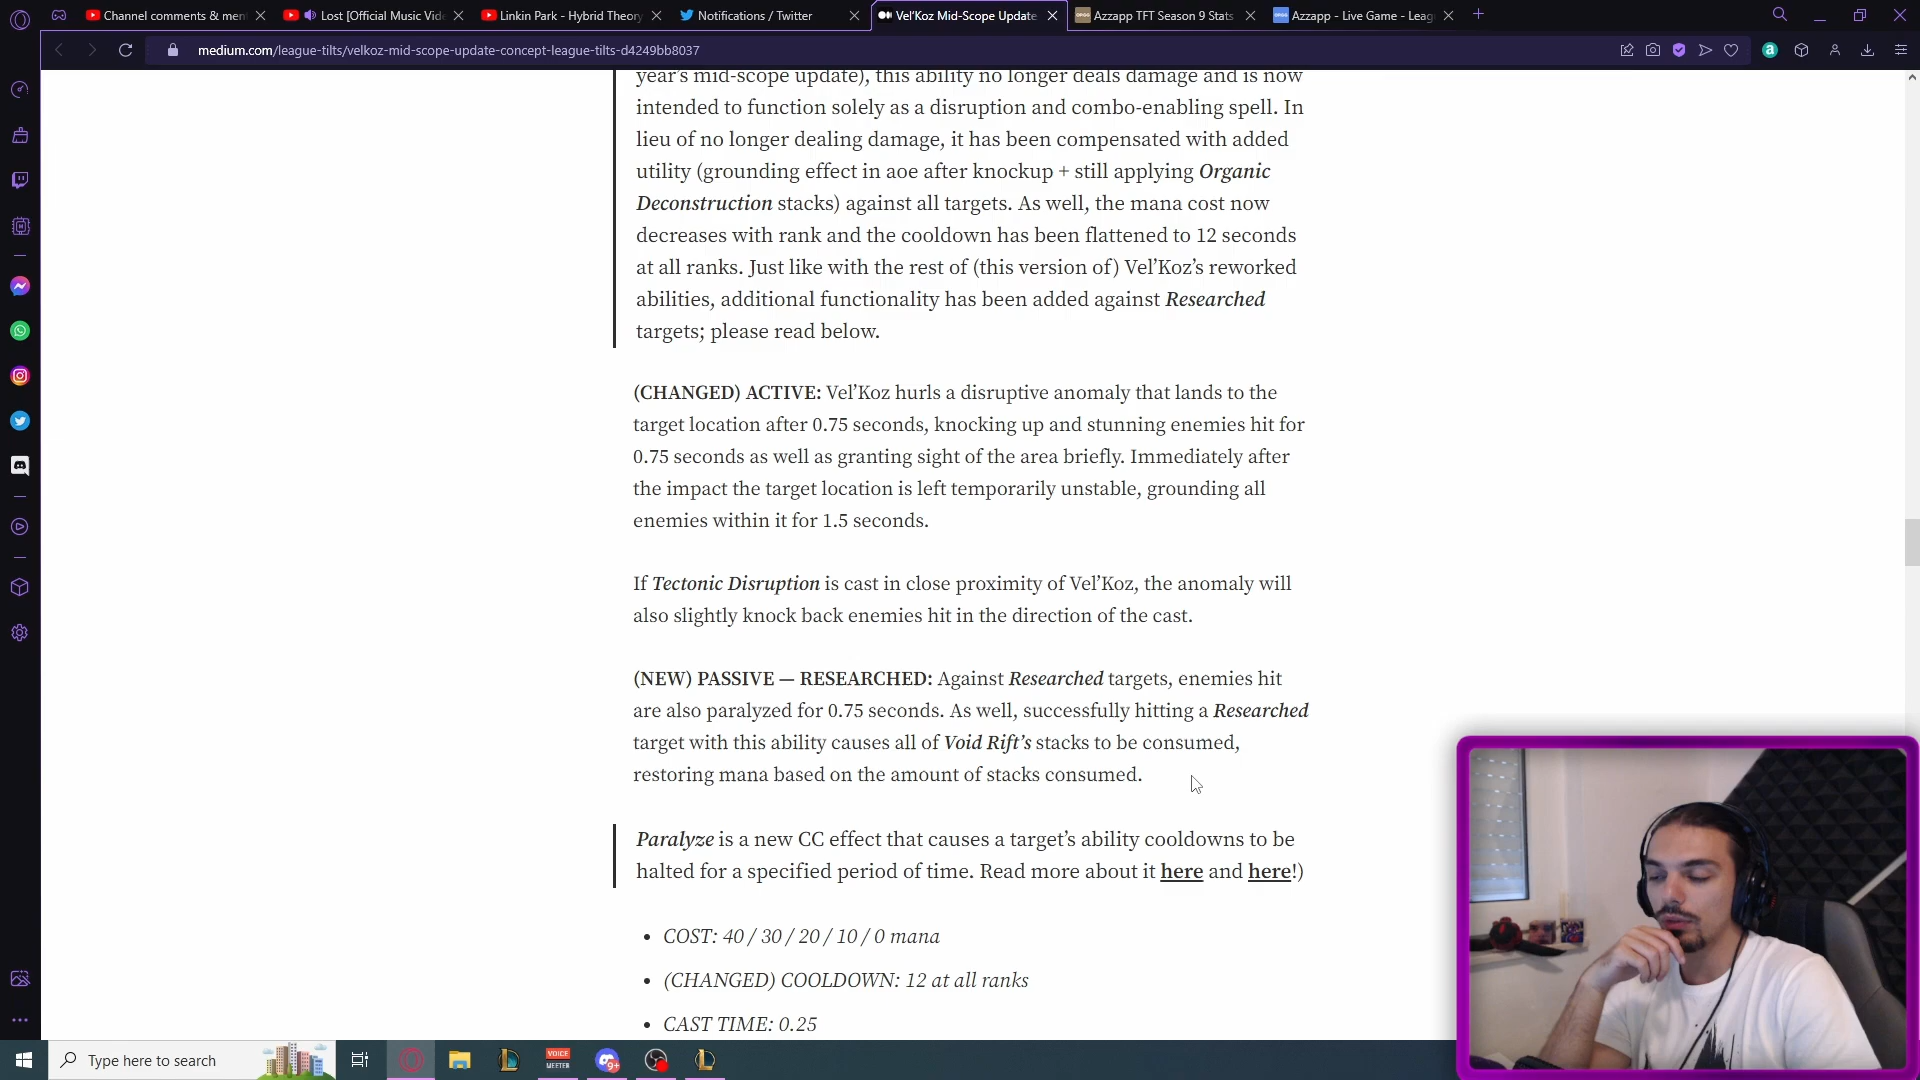 Channel comments & men
Lost [Official Music Vide
Linkin Park - Hybrid Theory
Notifications / Twitter
Vel'Koz Mid-Scope Update
Azzapp TFT Season 9 Stats
Azzapp - Live Game - Leag
medium.com/league-tilts/velkoz-mid-scope-update-concept-league-tilts-d4249bb8037
year's mid-scope update), this ability no longer deals damage and is now
intended to function solely as a disruption and combo-enabling spell. In
lieu of no longer dealing damage, it has been compensated with added
utility (grounding effect in aoe after knockup + still applying Organic
Deconstruction stacks) against all targets. As well, the mana cost now
decreases with rank and the cooldown has been flattened to 12 seconds
at all ranks. Just like with the rest of (this version of) Vel'Koz's reworked
abilities, additional functionality has been added against Researched
targets; please read below.
(CHANGED) ACTIVE: Vel'Koz hurls a disruptive anomaly that lands to the
target location after 0.75 seconds, knocking up and stunning enemies hit for
0.75 seconds as well as granting sight of the area briefly. Immediately after
the impact the target location is left temporarily unstable, grounding all
enemies within it for 1.5 seconds.
If Tectonic Disruption is cast in close proximity of Vel'Koz, the anomaly will
also slightly knock back enemies hit in the direction of the cast.
(NEW) PASSIVE — RESEARCHED: Against Researched targets, enemies hit
are also paralyzed for 0.75 seconds. As well, successfully hitting a Researched
target with this ability causes all of Void Rift's stacks to be consumed,
restoring mana based on the amount of stacks consumed.
Paralyze is a new CC effect that causes a target's ability cooldowns to be
halted for a specified period of time. Read more about it here and here!)
• COST: 40 / 30 / 20 / 10 / 0 mana
• (CHANGED) COOLDOWN: 12 at all ranks
• CAST TIME: 0.25
Type here to search
VOICE
MEETER
9+